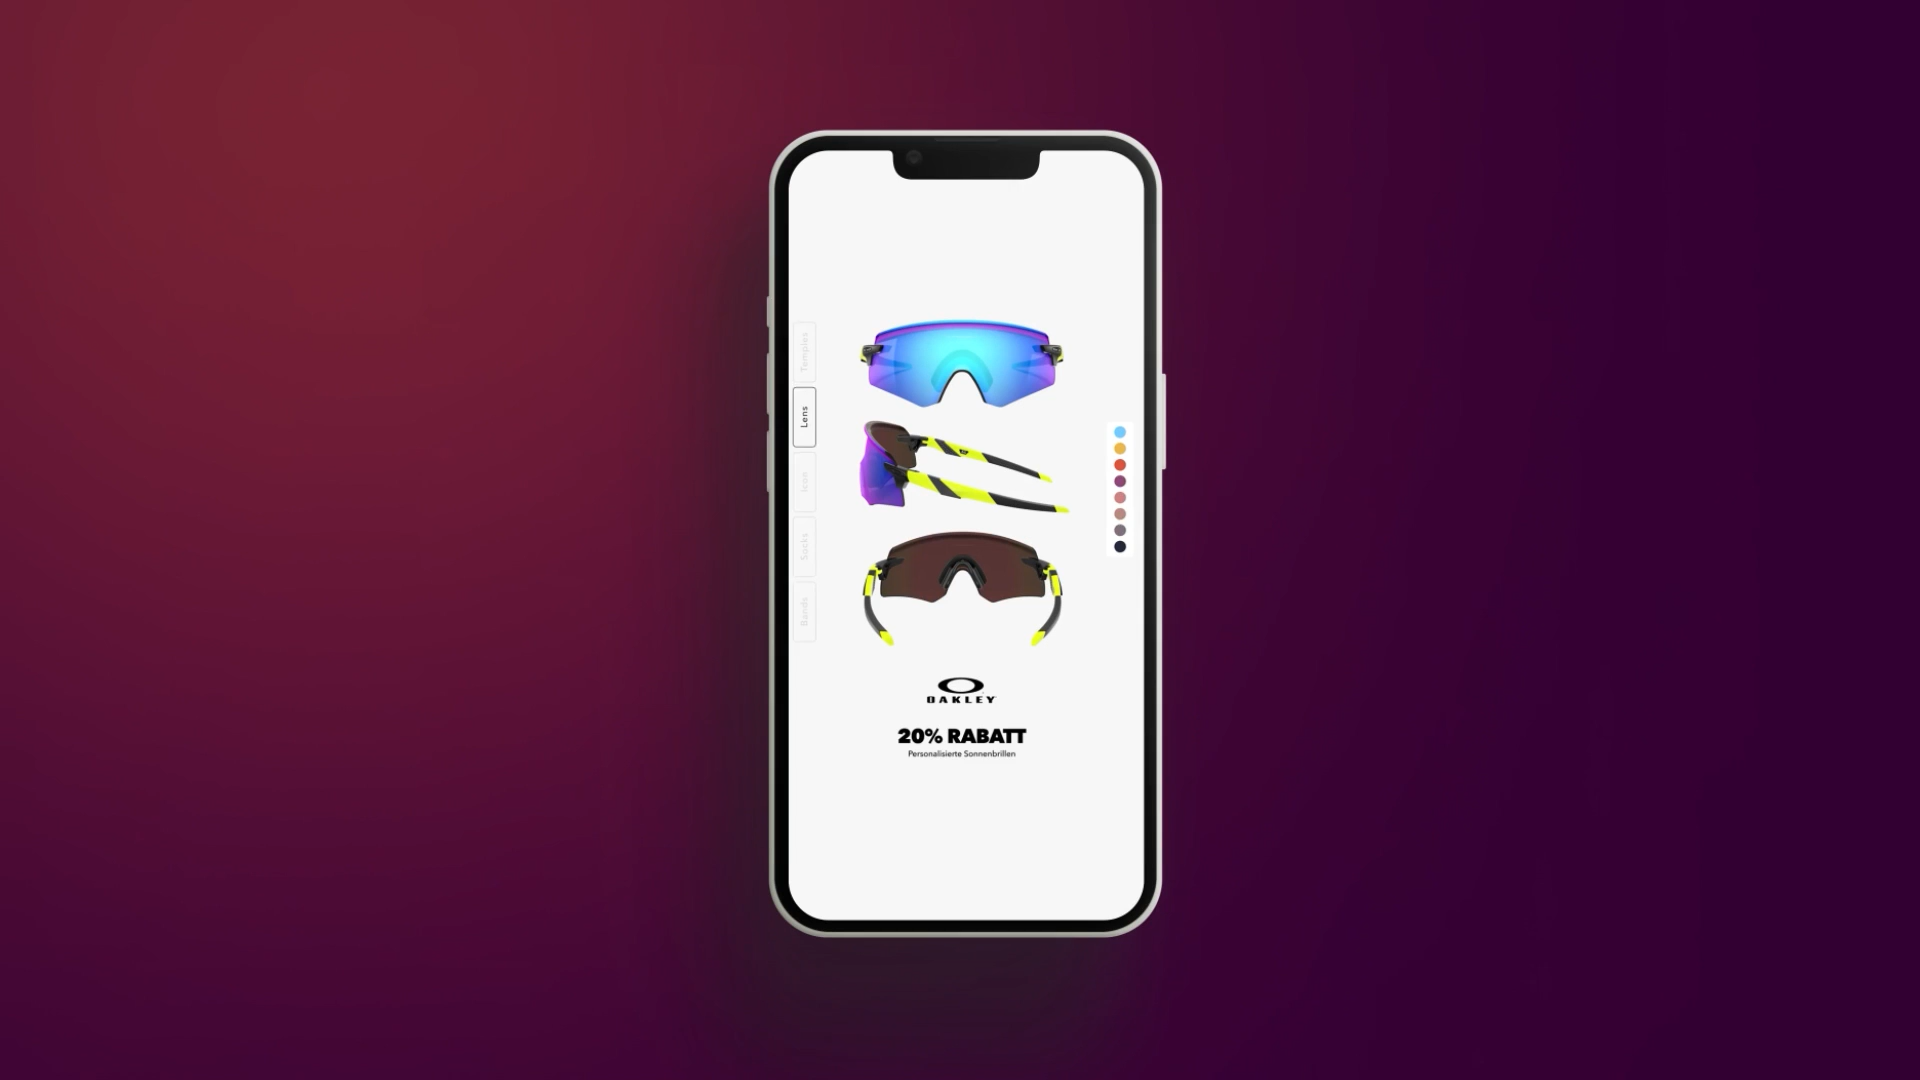 Temples
Lens
Icon
Socks
Bands
OAKLEY
20% RABATT
Personalisierte Sonnenbrillen